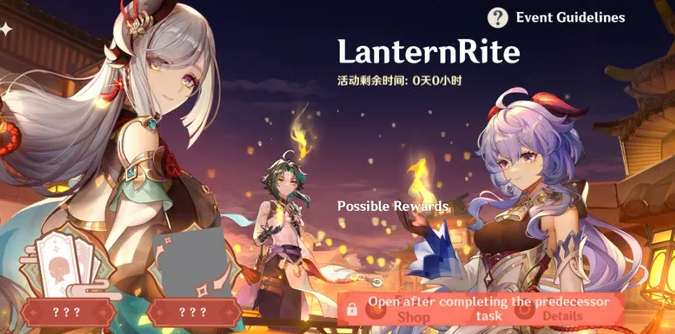 Event Guidelines
LanternRite
活动剩余时间: 0天0小时
Possible Rewards
Open after completing the predecessor
task
Shop
Details
? ? ?
? ? ?